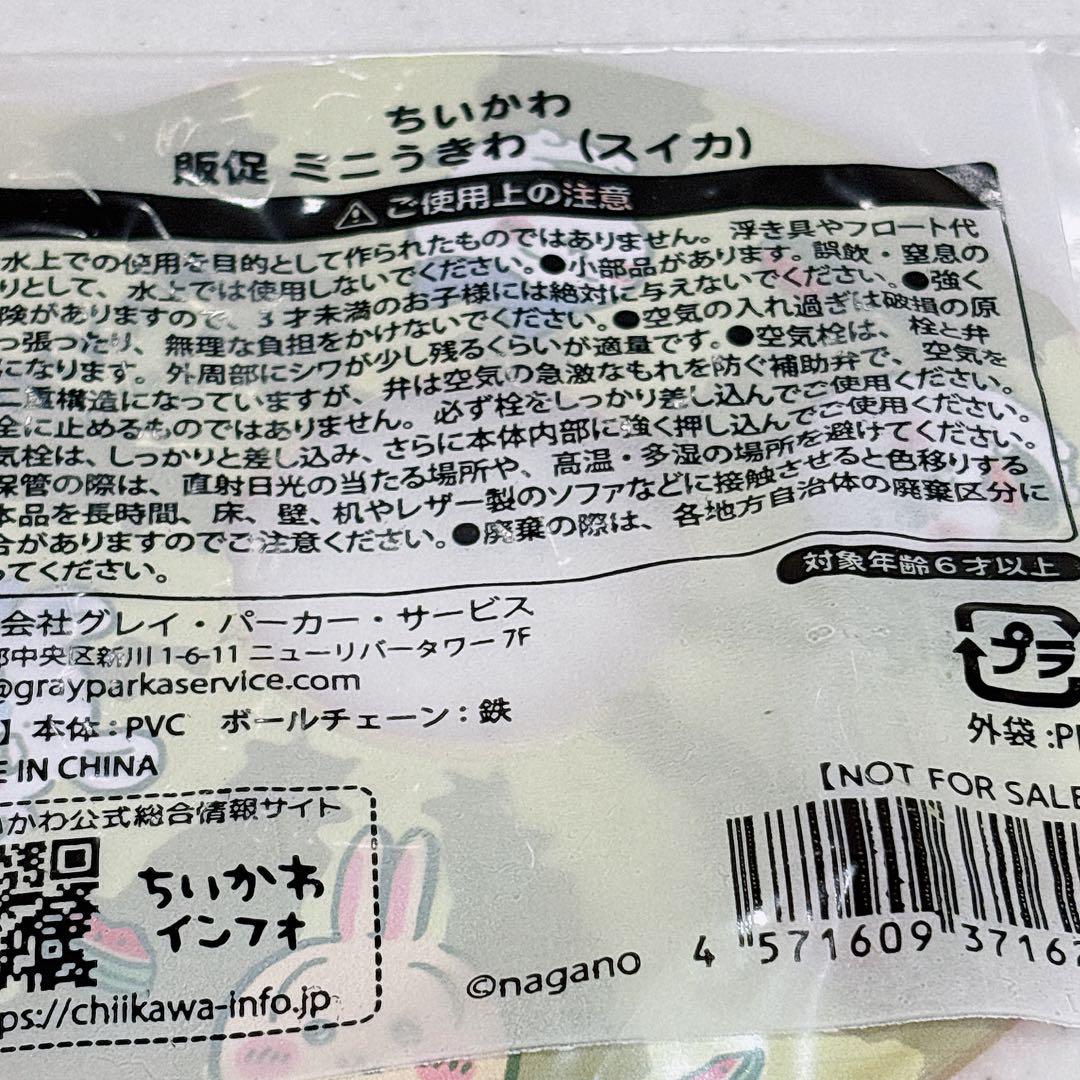 ちいかわ
販促 ミニうきわ （スイカ）
⚠ご使用上の注意
水上での使用を目的として作られたものではありません。浮き具やフロート代
りとして、水上では使用しないでください。●小部品があります。誤飲・窒息の
険がありますので、3才未満のお子様には絶対に与えないでください。●強く
っ張ったり、無理な負担をかけないでください。●空気の入れ過ぎは破損の原
になります。外周部にシワが少し残るくらいが適量です。●空気栓は、栓と弁
二重構造になっていますが、弁は空気の急激なもれを防ぐ補助弁で、空気を
全に止めるものではありません。必ず栓をしっかり差し込んでご使用ください。
気栓は、しっかりと差し込み、さらに本体内部に強く押し込んでご使用ください。
保管の際は、直射日光の当たる場所や、高温・多湿の場所を避けてください。
本品を長時間、床、壁、机やレザー製のソファなどに接触させると色移りする
合がありますのでご注意ください。●廃棄の際は、各地方自治体の廃棄区分に
ってください。
対象年齢6才以上
会社グレイ・パーカー・サービス
都中央区新川1-6-11 ニューリバータワー7F
@grayparkaservice.com
】本体：PVC ボールチェーン：鉄
E IN CHINA
プラ
外袋:P
【NOT FOR SALE
いかわ公式総合情報サイト
ちいかわ
インフォ
ps://chiikawa-info.jp
©nagano
4 571609 37162